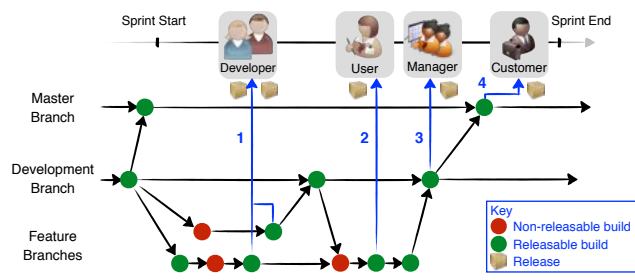 Sprint Start
Sprint End
Developer
User
Manager
Customer
Master
Branch
1
2
3
4
Development
Branch
Feature
Branches
Key
Non-releasable build
Releasable build
Release